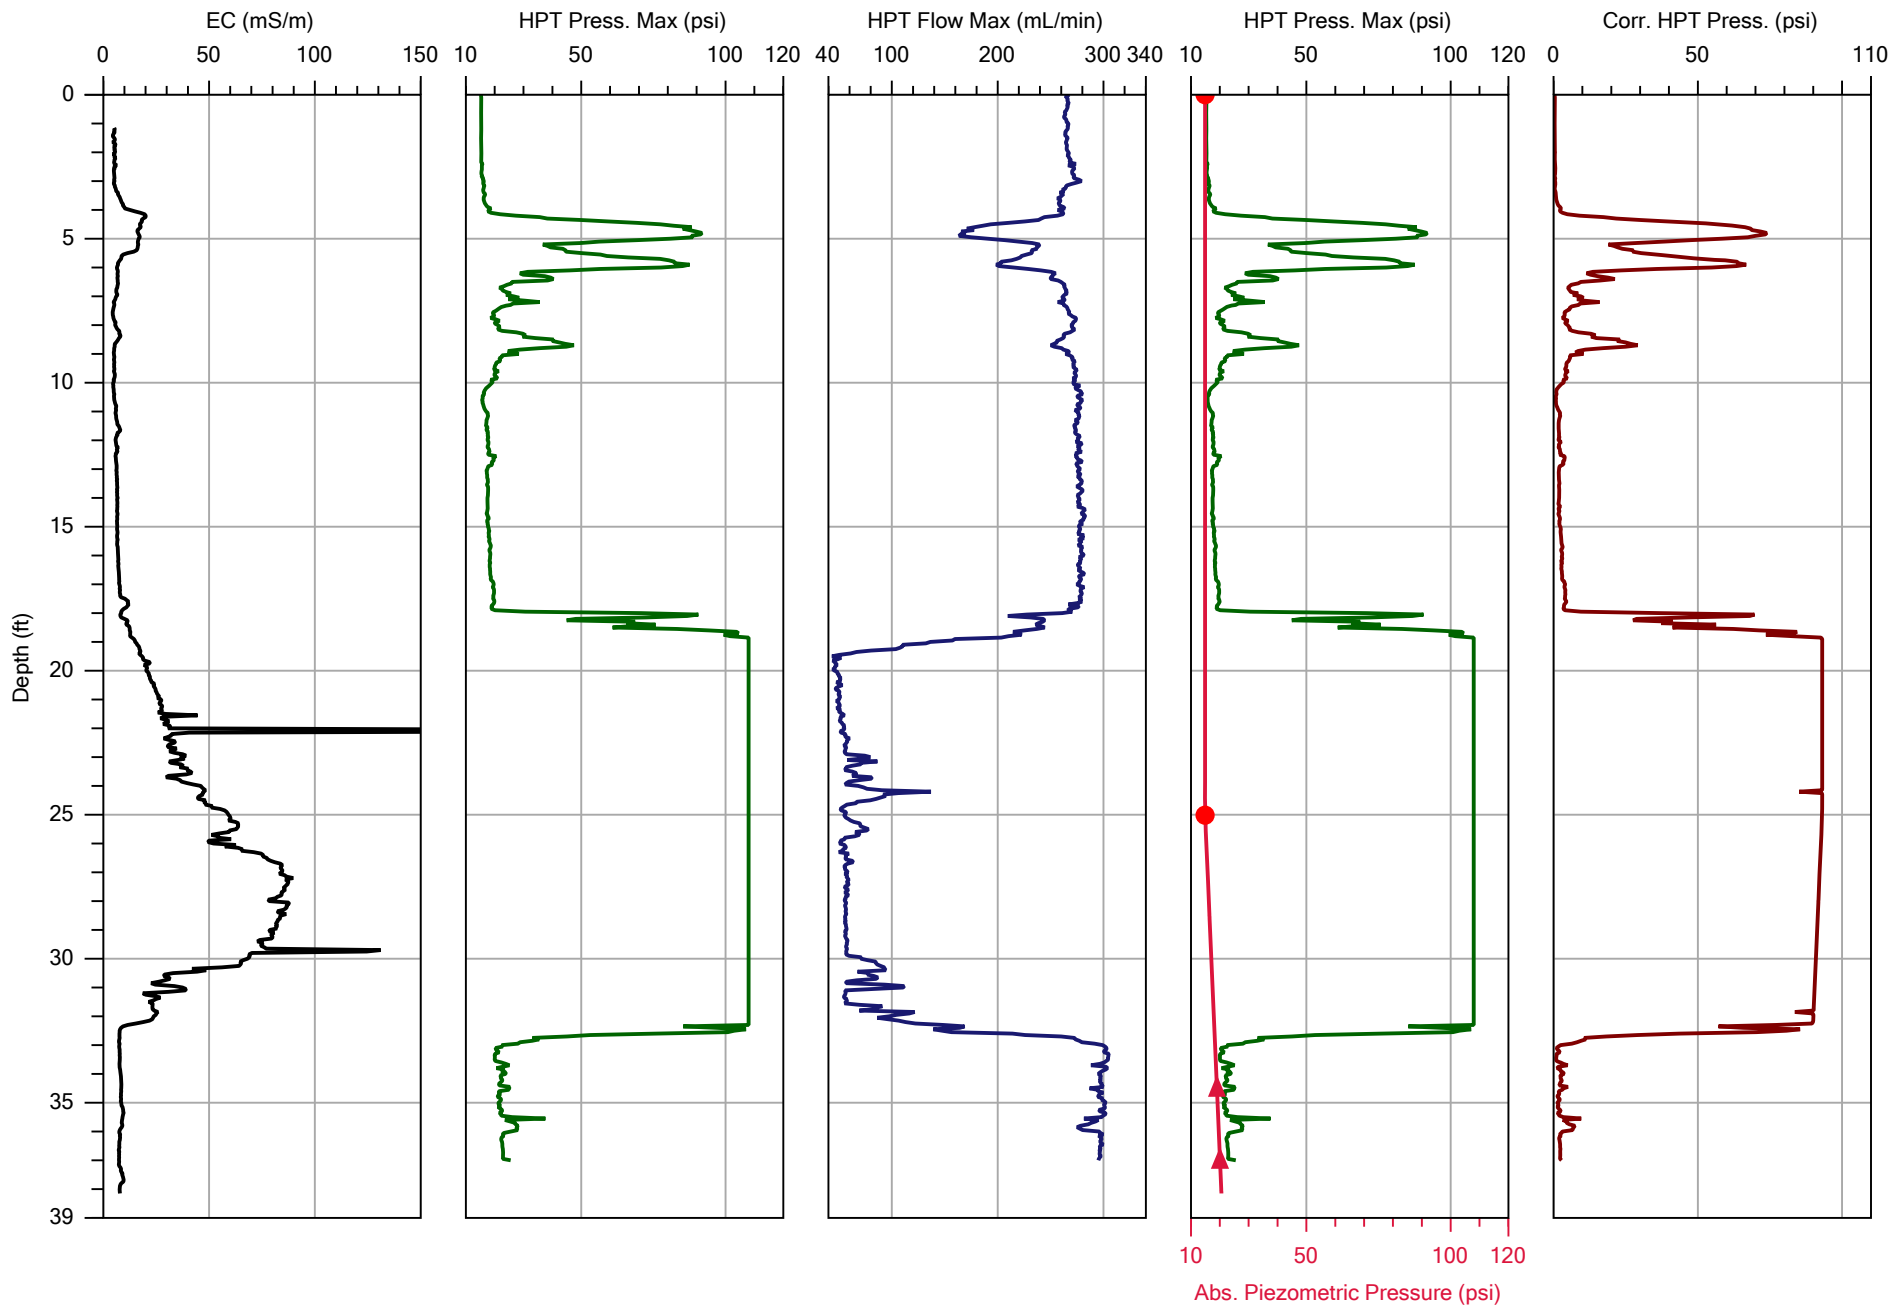 EC (mS/m) HPT Press. Max (psi) HPT Flow Max (mL/min) HPT Press. Max (psi) Corr. HPT Press. (psi)
0 50 100 150 10 50 100 120 40 100 200 300 340 10 50 100 120 0 50 110
0
5
10
15
20
25
30
35
39
Depth (ft)
10 50 100 120
Abs. Piezometric Pressure (psi)